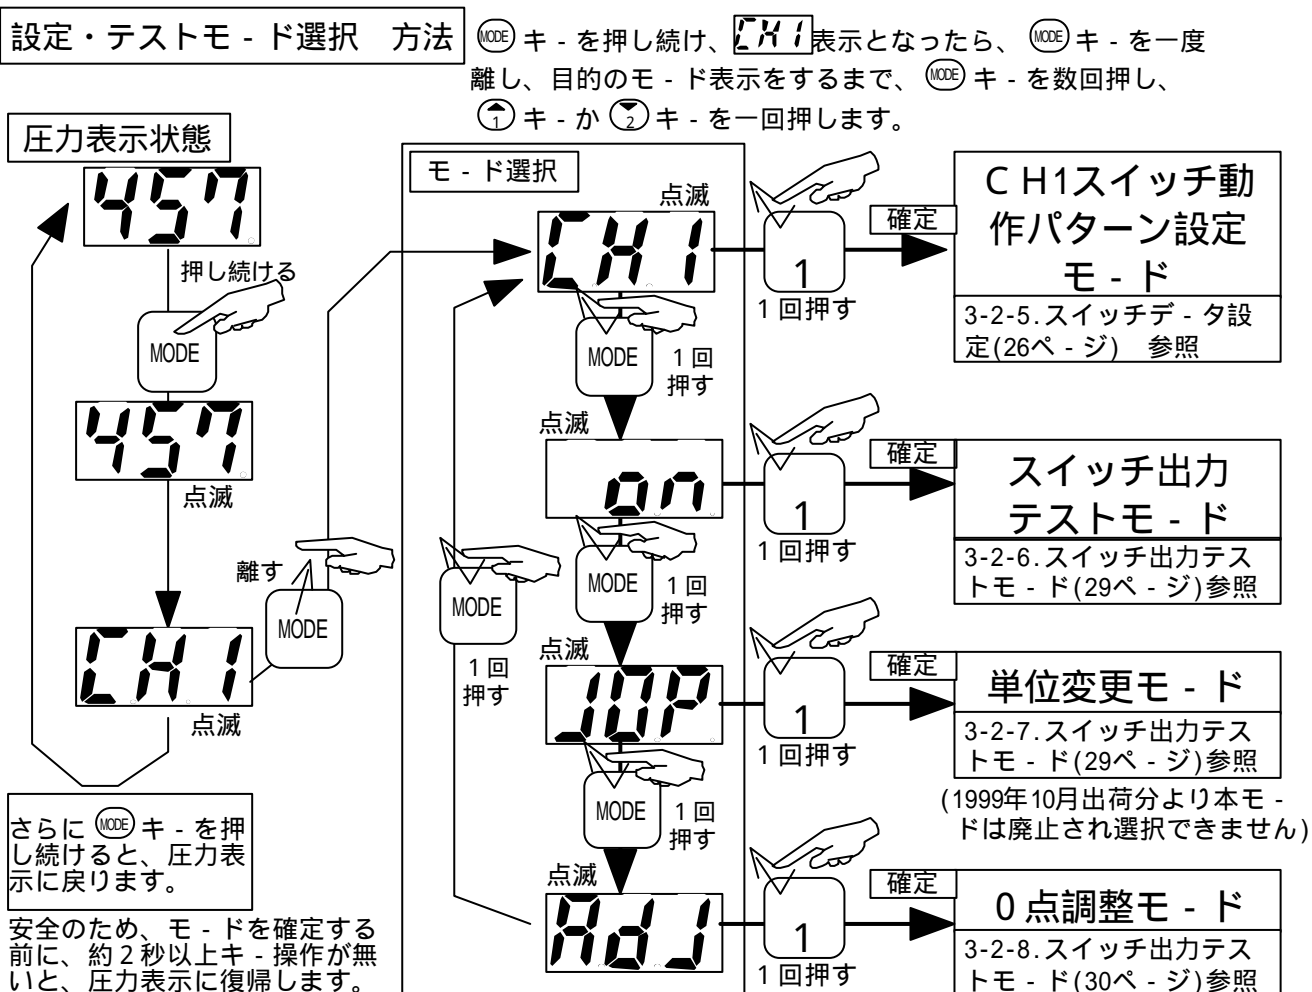 設定・テストモ - ド選択　方法
MODE キ - を押し続け、CH1表示となったら、 MODE キ - を一度
離し、目的のモ - ド表示をするまで、 MODE キ - を数回押し、
1 キ - か 2 キ - を一回押します。
圧力表示状態
457
押し続ける
MODE
457
点滅
離す
MODE
CH1
点滅
さらに MODE キ - を押
し続けると、圧力表
示に戻ります。
安全のため、モ - ドを確定する
前に、約２秒以上キ - 操作が無
いと、圧力表示に復帰します。
モ - ド選択
点滅
CH1
1
１回押す
確定
ＣＨ1スイッチ動
作パターン設定
モ - ド
3-2-5.スイッチデ - タ設
定(26ペ - ジ)　参照
MODE
１回
押す
点滅
on
1
１回押す
確定
スイッチ出力
テストモ - ド
3-2-6.スイッチ出力テス
トモ - ド(29ペ - ジ)参照
MODE
１回
押す
MODE
１回
押す
点滅
JUP
1
１回押す
確定
単位変更モ - ド
3-2-7.スイッチ出力テス
トモ - ド(29ペ - ジ)参照
(1999年10月出荷分より本モ -
ドは廃止され選択できません)
MODE
１回
押す
点滅
AdJ
1
１回押す
確定
０点調整モ - ド
3-2-8.スイッチ出力テス
トモ - ド(30ペ - ジ)参照